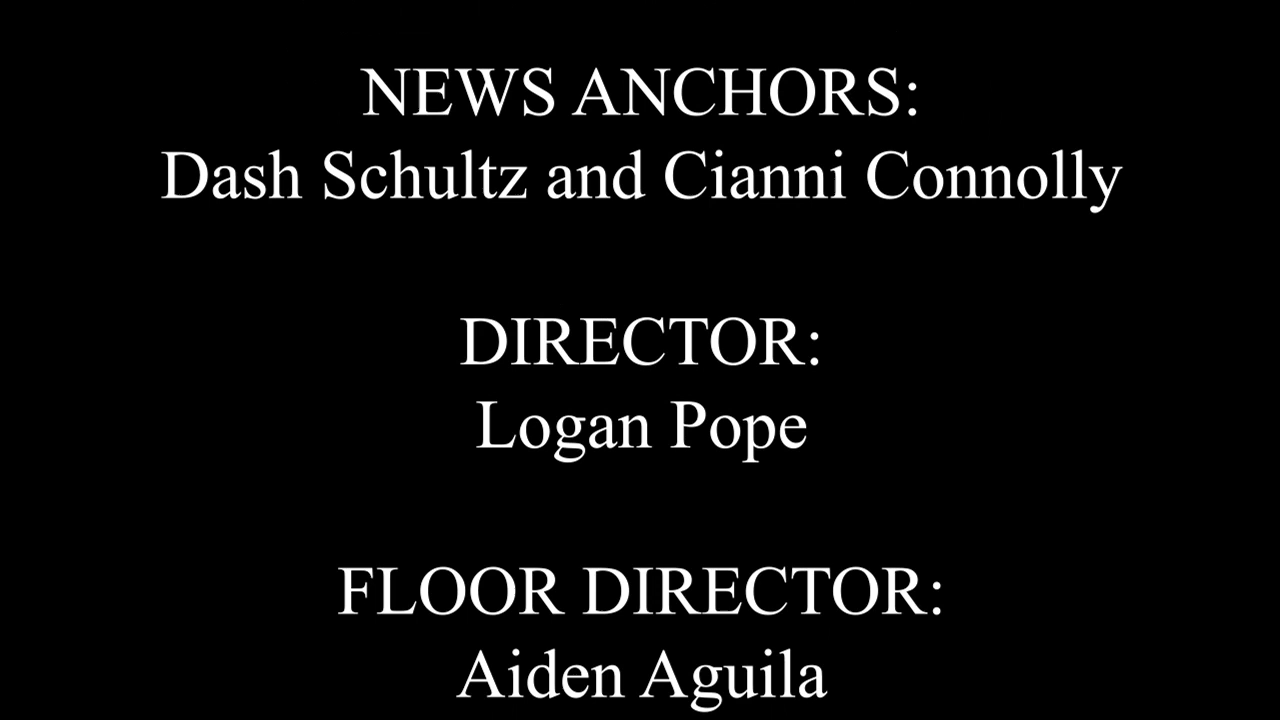 NEWS ANCHORS:
Dash Schultz and Cianni Connolly
DIRECTOR:
Logan Pope
FLOOR DIRECTOR:
Aiden Aguila